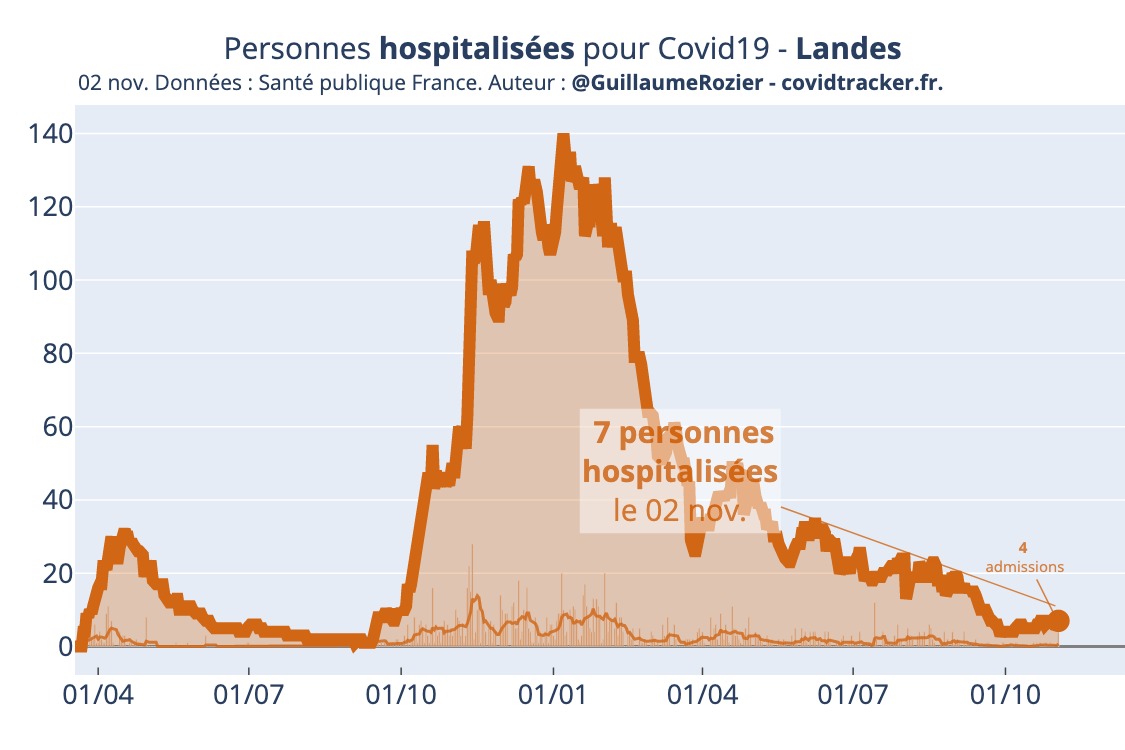 Personnes hospitalisées pour Covid19 - Landes
02 nov. Données : Santé publique France. Auteur : @GuillaumeRozier - covidtracker.fr.
140
120
100
80
60
40
20
0
7 personnes
hospitalisées
le 02 nov.
4
admissions
01/04 01/07 01/10 01/01 01/04 01/07 01/10